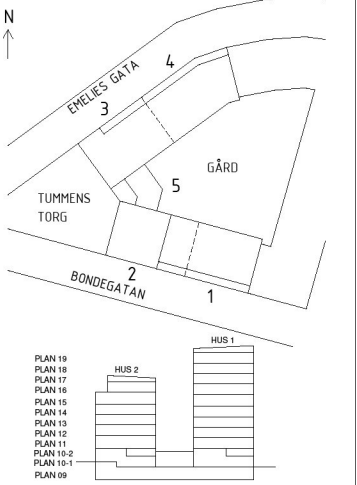 N
EMELIES GATA
4
3
5
GÅRD
TUMMENS
TORG
2
1
BONDEGATAN
HUS 1
HUS 2
PLAN 19
PLAN 18
PLAN 17
PLAN 16
PLAN 15
PLAN 14
PLAN 13
PLAN 12
PLAN 11
PLAN 10-2
PLAN 10-1
PLAN 09